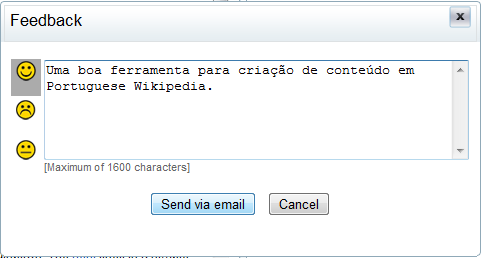 Feedback
x
Uma boa ferramenta para criação de conteúdo em
Portuguese Wikipedia.
[Maximum of 1600 characters]
Send via email
Cancel